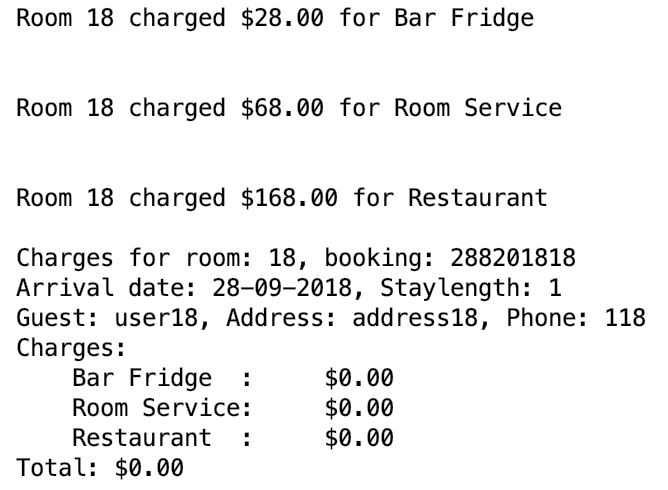 Room 18 charged $28.00 for Bar Fridge
Room 18 charged $68.00 for Room Service
Room 18 charged $168.00 for Restaurant
Charges for room: 18, booking: 288201818
Arrival date: 28-09-2018, Staylength: 1
Guest: user18, Address: address18, Phone: 118
Charges:
    Bar Fridge  :     $0.00
    Room Service:     $0.00
    Restaurant  :     $0.00
Total: $0.00